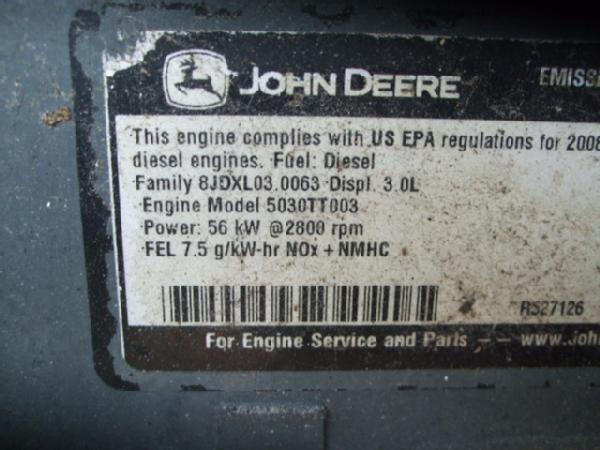 JOHN DEERE
This engine complies with US EPA regulations for 2008
diesel engines. Fuel: Diesel
Family 8JDXL03.0063 Displ. 3.0L
Engine Model 5030TT003
Power: 56 kW @2800 rpm
FEL 7.5 g/kW-hr NOx + NMHC
R527126
For Engine Service and Parts –– www.